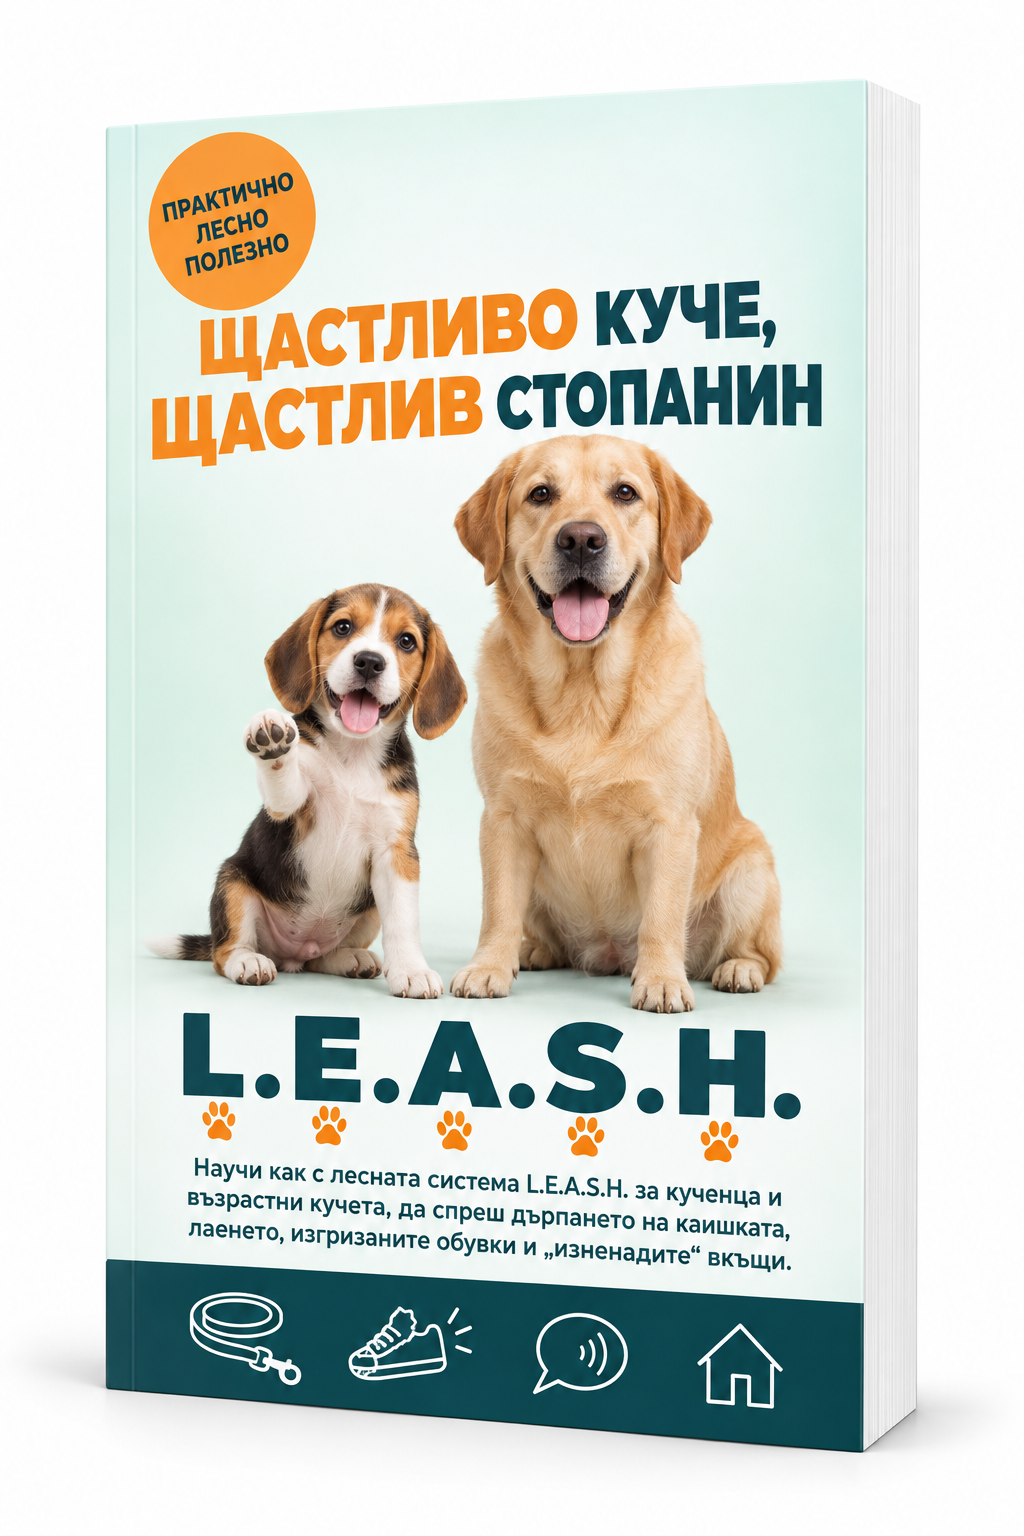 ПРАКТИЧНО
ЛЕСНО
ПОЛЕЗНО
ЩАСТЛИВО КУЧЕ,
ЩАСТЛИВ СТОПАНИН
L.E.A.S.H.
Научи как с лесната система L.E.A.S.H. за кученца и
възрастни кучета, да спреш дърпането на каишката,
лаенето, изгризаните обувки и „изненадите“ вкъщи.